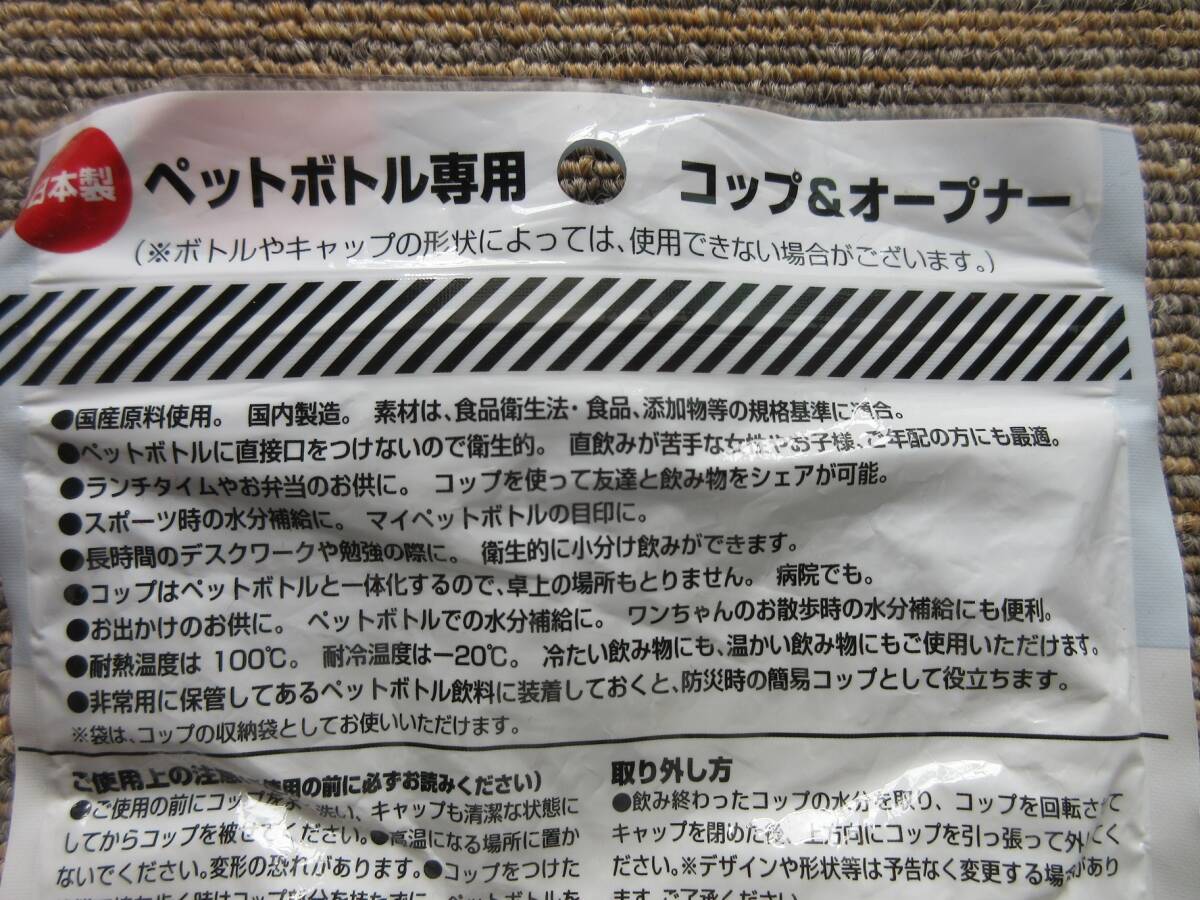 日本製
ペットボトル専用 コップ&オープナー
(※ボトルやキャップの形状によっては、使用できない場合がございます。)
●国産原料使用。 国内製造。 素材は、食品衛生法・食品、添加物等の規格基準に適合。
●ペットボトルに直接口をつけないので衛生的。 直飲みが苦手な女性やお子様、ご年配の方にも最適。
●ランチタイムやお弁当のお供に。 コップを使って友達と飲み物をシェアが可能。
●スポーツ時の水分補給に。 マイペットボトルの目印に。
●長時間のデスクワークや勉強の際に。 衛生的に小分け飲みができます。
●コップはペットボトルと一体化するので、卓上の場所もとりません。 病院でも。
●お出かけのお供に。 ペットボトルでの水分補給に。 ワンちゃんのお散歩時の水分補給にも便利。
●耐熱温度は 100℃。 耐冷温度は−20℃。 冷たい飲み物にも、温かい飲み物にもご使用いただけます。
●非常用に保管してあるペットボトル飲料に装着しておくと、防災時の簡易コップとして役立ちます。
※袋は、コップの収納袋としてお使いいただけます。
ご使用上の注意 使用の前に必ずお読みください)
●ご使用の前にコップを 洗い、キャップも清潔な状態に
してからコップを被せてください。●高温になる場所に置か
ないでください。変形の恐れがあります。●コップをつけた
取り外し方
●飲み終わったコップの水分を取り、コップを回転させて
キャップを閉めた後、上方向にコップを引っ張って外してく
ださい。※デザインや形状等は予告なく変更する場合があり
ます。ご了承ください